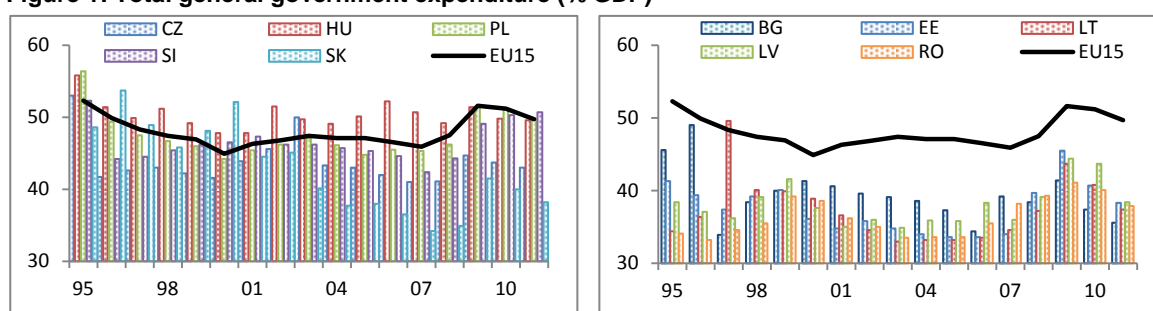 Figure 1: Total general government expenditure (% GDP)
CZ HU PL
SI SK EU15
60
50
40
30
95 98 01 04 07 10
BG EE LT
LV RO EU15
60
50
40
30
95 98 01 04 07 10